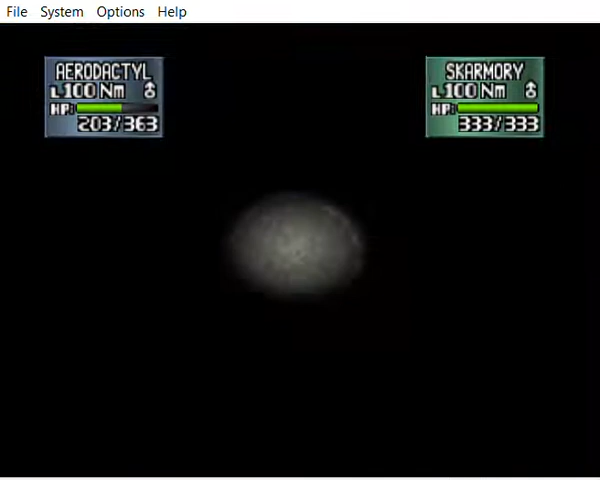 File System Options Help
AERODACTYL
L100 Nm ♂
HP:
203/363
SKARMORY
L100 Nm ♂
HP:
333/333